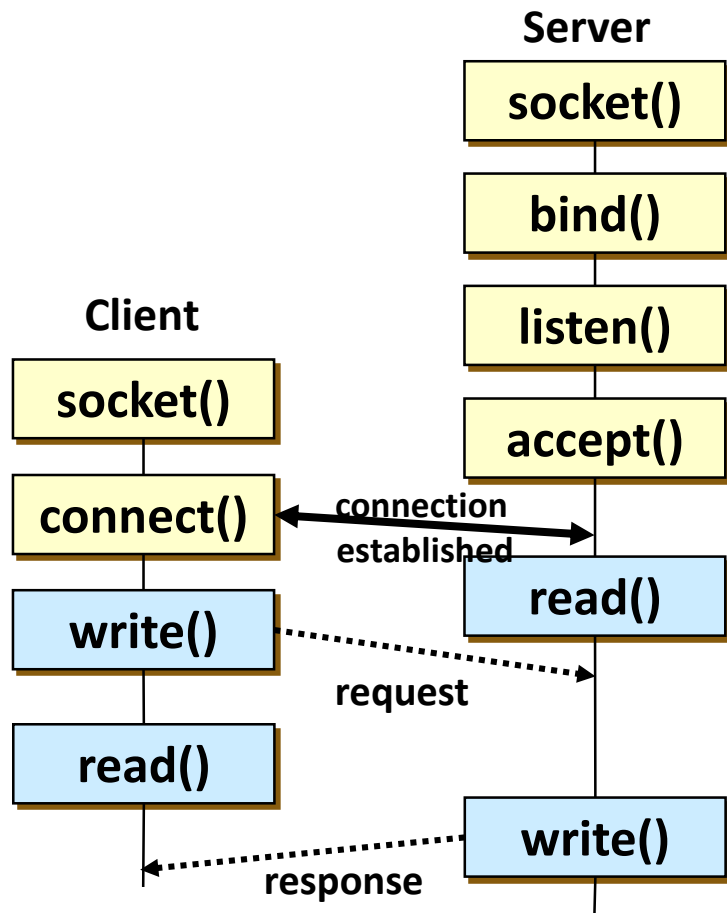 Server
socket()
bind()
listen()
accept()
Client
socket()
connect()
connection
established
write()
read()
request
read()
write()
response